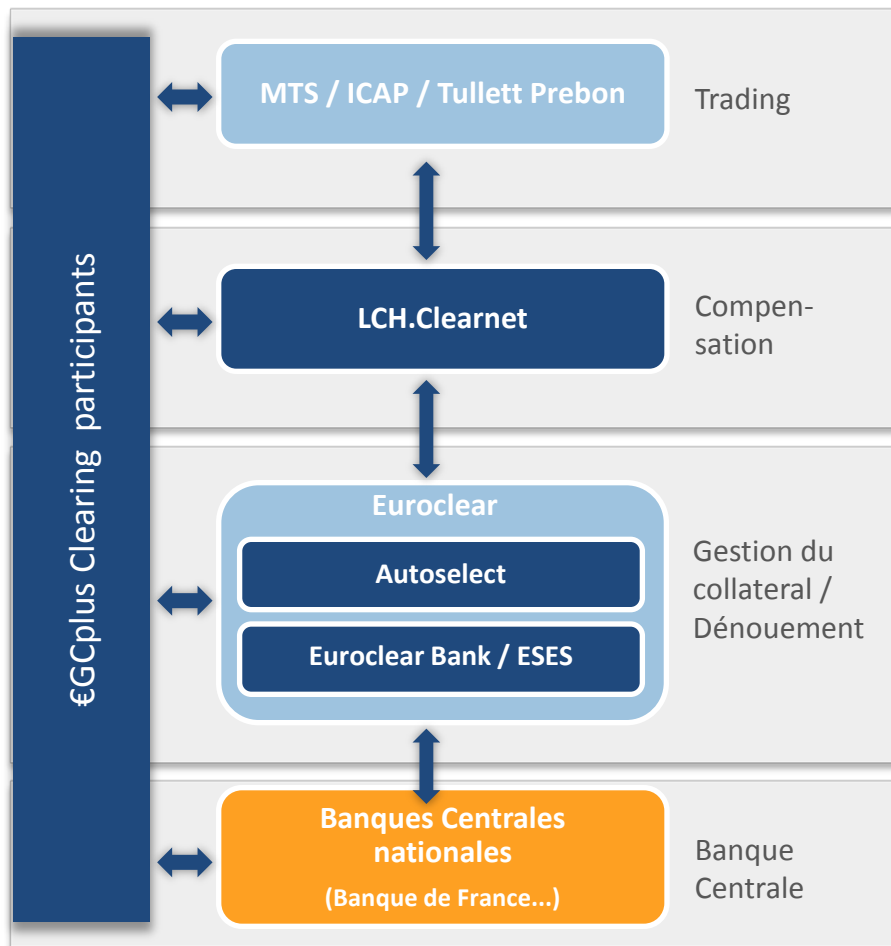 €GCplus Clearing participants
MTS / ICAP / Tullett Prebon
Trading
LCH.Clearnet
Compen-
sation
Euroclear
Autoselect
Euroclear Bank / ESES
Gestion du
collateral /
Dénouement
Banques Centrales
nationales
(Banque de France...)
Banque
Centrale